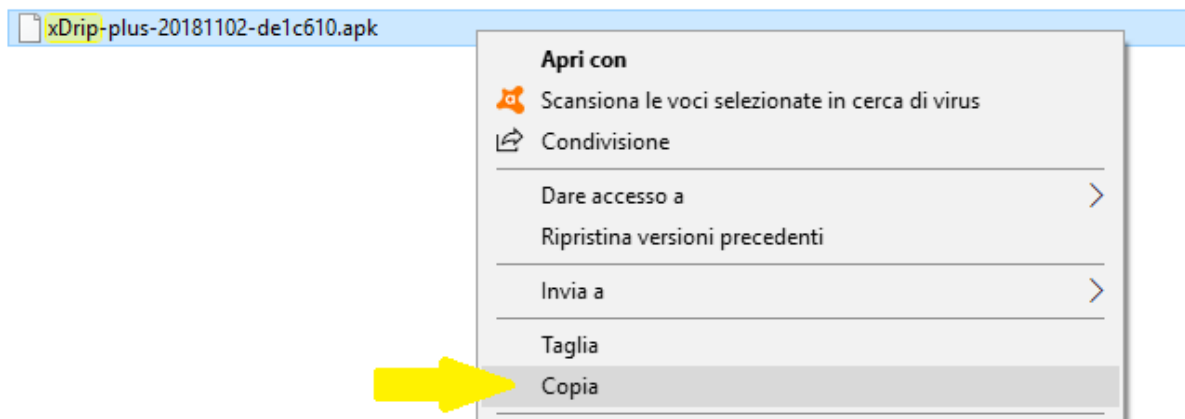 xDrip-plus-20181102-de1c610.apk
Apri con
Scansiona le voci selezionate in cerca di virus
Condivisione
Dare accesso a
Ripristina versioni precedenti
Invia a
Taglia
Copia